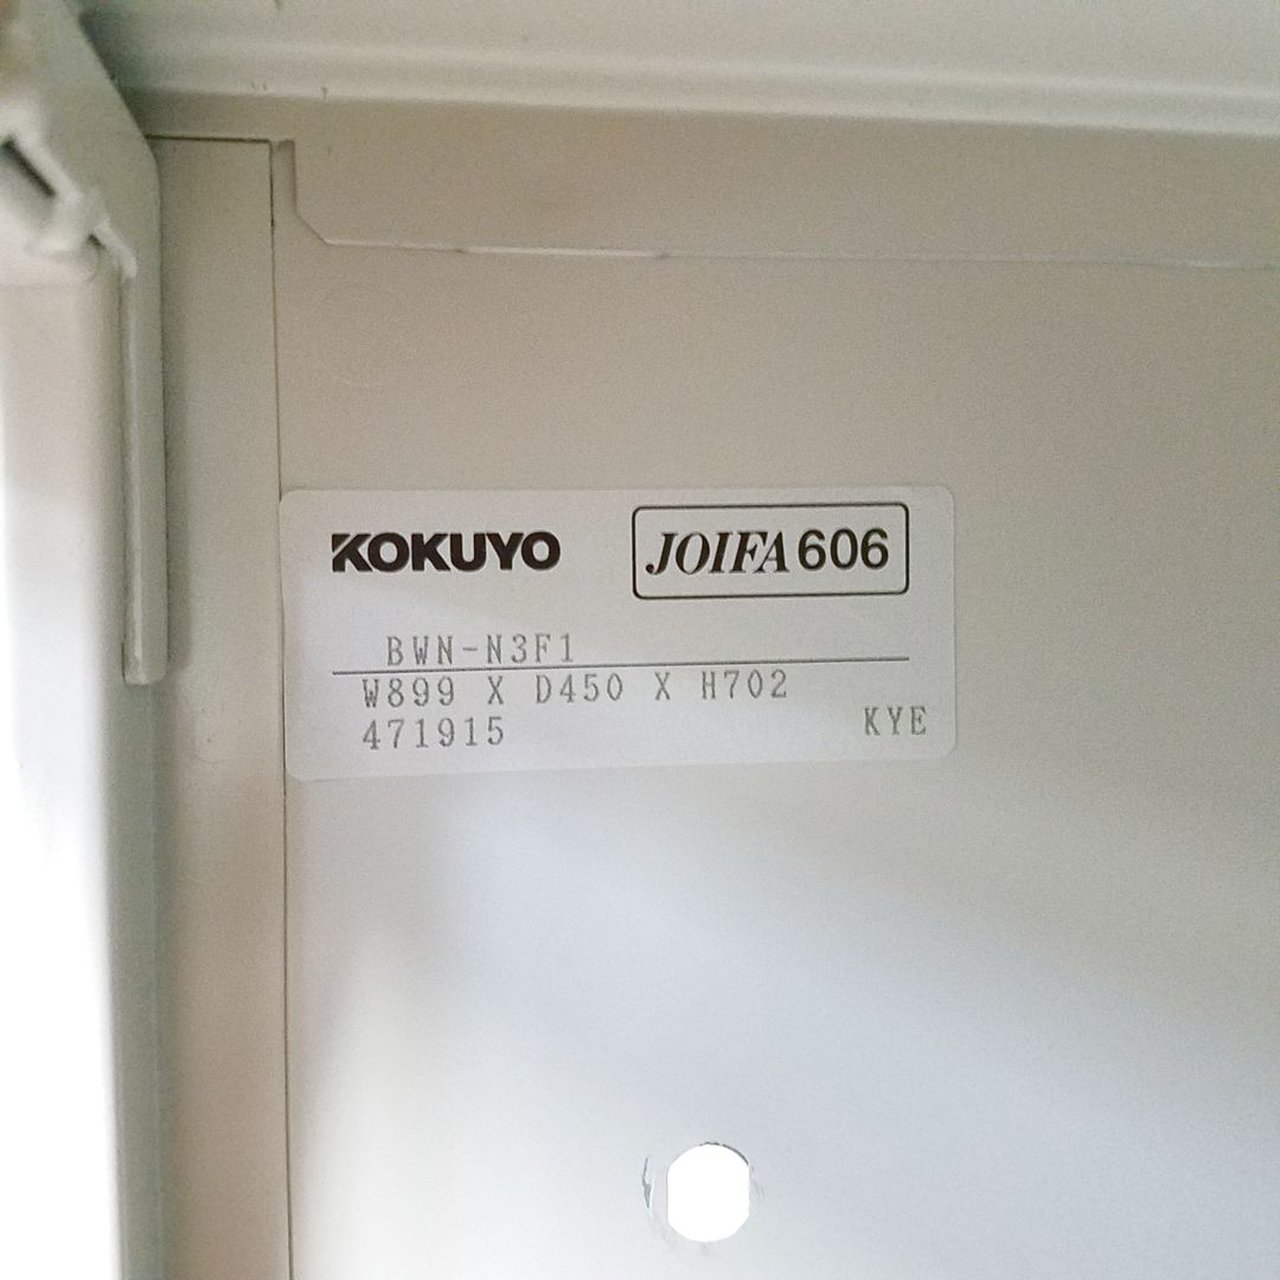 KOKUYO JOIFA606
BWN-N3F1
W899 X D450 X H702
471915 KYE